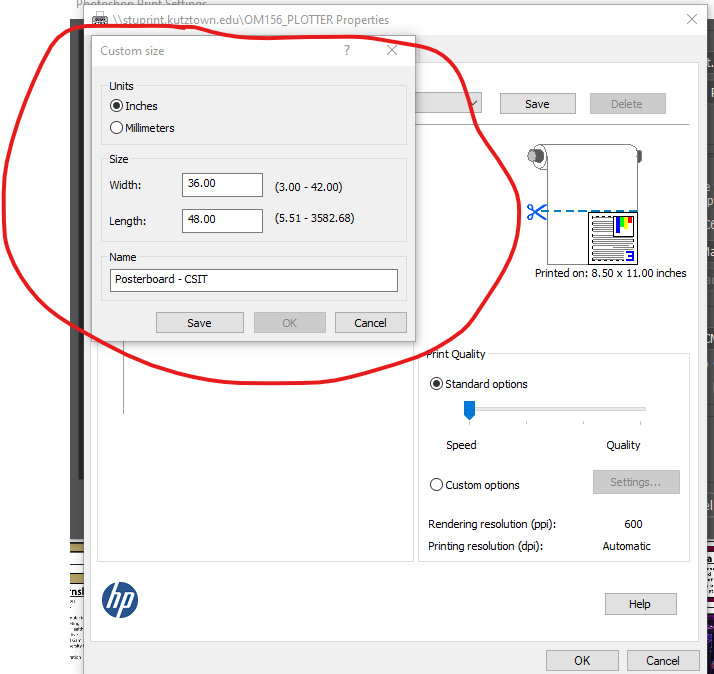 Photoshop Print Settings
\\stuprint.kutztown.edu\OM156_PLOTTER Properties
Custom size
?
Units
Inches
Millimeters
Size
Width: 36.00 (3.00 - 42.00)
Length: 48.00 (5.51 - 3582.68)
Name
Posterboard - CSIT
Save OK Cancel
Save Delete
3
Printed on: 8.50 x 11.00 inches
Print Quality
Standard options
Speed Quality
Custom options Settings...
Rendering resolution (ppi): 600
Printing resolution (dpi): Automatic
hp
Help
OK Cancel